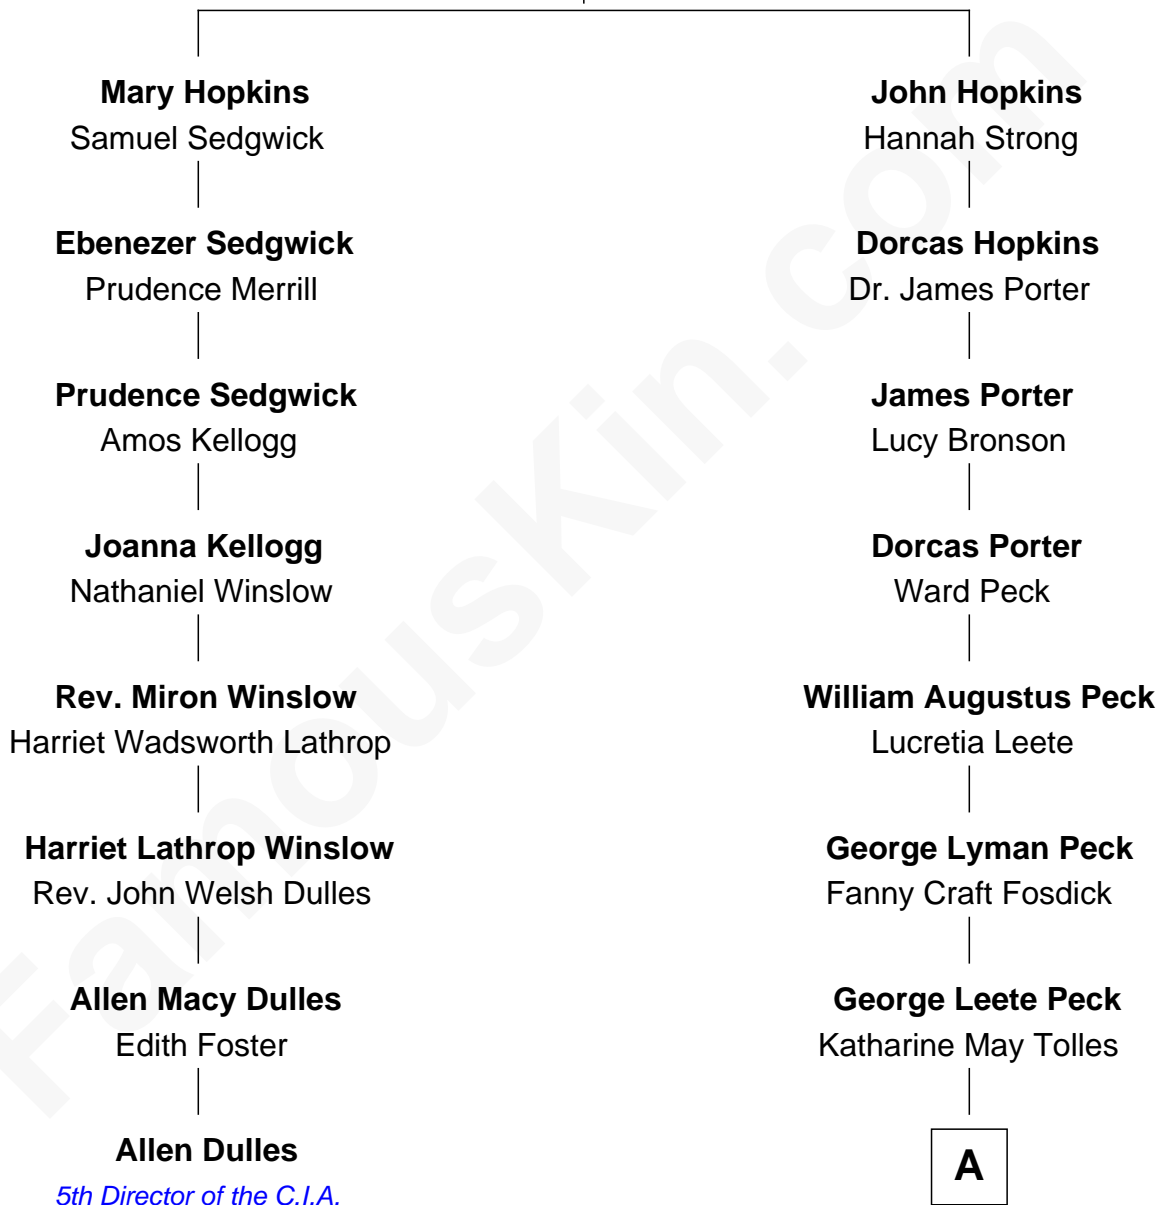 Mary Hopkins
Samuel Sedgwick
Ebenezer Sedgwick
Prudence Merrill
Prudence Sedgwick
Amos Kellogg
Joanna Kellogg
Nathaniel Winslow
Rev. Miron Winslow
Harriet Wadsworth Lathrop
Harriet Lathrop Winslow
Rev. John Welsh Dulles
Allen Macy Dulles
Edith Foster
Allen Dulles
5th Director of the C.I.A.
John Hopkins
Hannah Strong
Dorcas Hopkins
Dr. James Porter
James Porter
Lucy Bronson
Dorcas Porter
Ward Peck
William Augustus Peck
Lucretia Leete
George Lyman Peck
Fanny Craft Fosdick
George Leete Peck
Katharine May Tolles
A
FamousKin.com